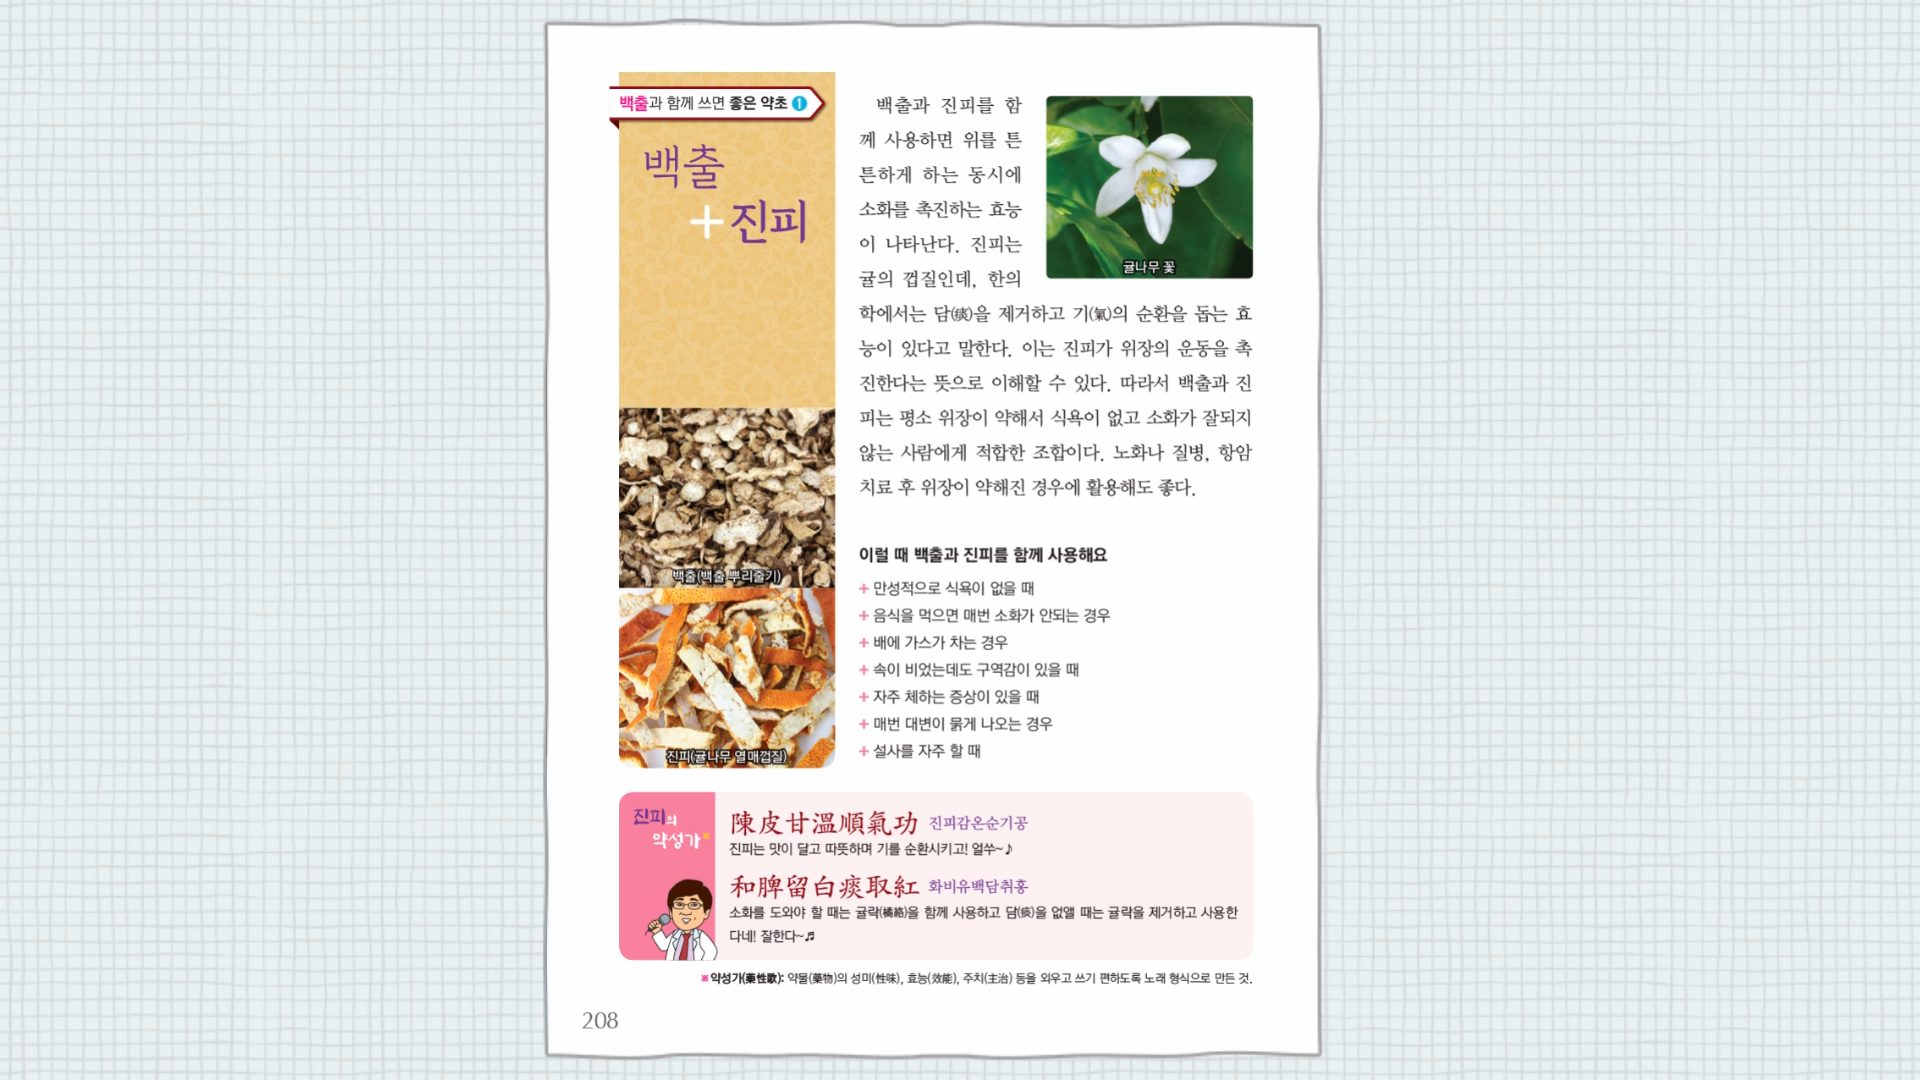 백출과 함께 쓰면 좋은 약초 1
백출
+진피
백출(백출 뿌리줄기)
진피(귤나무 열매껍질)
백출과 진피를 함
께 사용하면 위를 튼
튼하게 하는 동시에
소화를 촉진하는 효능
이 나타난다. 진피는
귤의 껍질인데, 한의
학에서는 담(痰)을 제거하고 기(氣)의 순환을 돕는 효
능이 있다고 말한다. 이는 진피가 위장의 운동을 촉
진한다는 뜻으로 이해할 수 있다. 따라서 백출과 진
피는 평소 위장이 약해서 식욕이 없고 소화가 잘되지
않는 사람에게 적합한 조합이다. 노화나 질병, 항암
치료 후 위장이 약해진 경우에 활용해도 좋다.
귤나무 꽃
이럴 때 백출과 진피를 함께 사용해요
+ 만성적으로 식욕이 없을 때
+ 음식을 먹으면 매번 소화가 안되는 경우
+ 배에 가스가 차는 경우
+ 속이 비었는데도 구역감이 있을 때
+ 자주 체하는 증상이 있을 때
+ 매번 대변이 묽게 나오는 경우
+ 설사를 자주 할 때
진피의
약성가※
陳皮甘溫順氣功 진피감온순기공
진피는 맛이 달고 따뜻하며 기를 순환시키고! 얼쑤~♪
和脾留白痰取紅 화비유백담취홍
소화를 도와야 할 때는 귤락(橘絡)을 함께 사용하고 담(痰)을 없앨 때는 귤락을 제거하고 사용한
다네! 잘한다~♬
※약성가(藥性歌): 약물(藥物)의 성미(性味), 효능(效能), 주치(主治) 등을 외우고 쓰기 편하도록 노래 형식으로 만든 것.
208